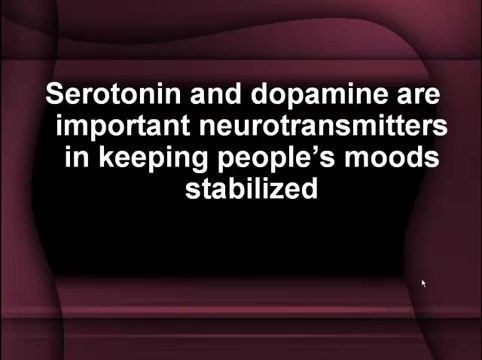 Serotonin and dopamine are
important neurotransmitters
in keeping people’s moods
stabilized